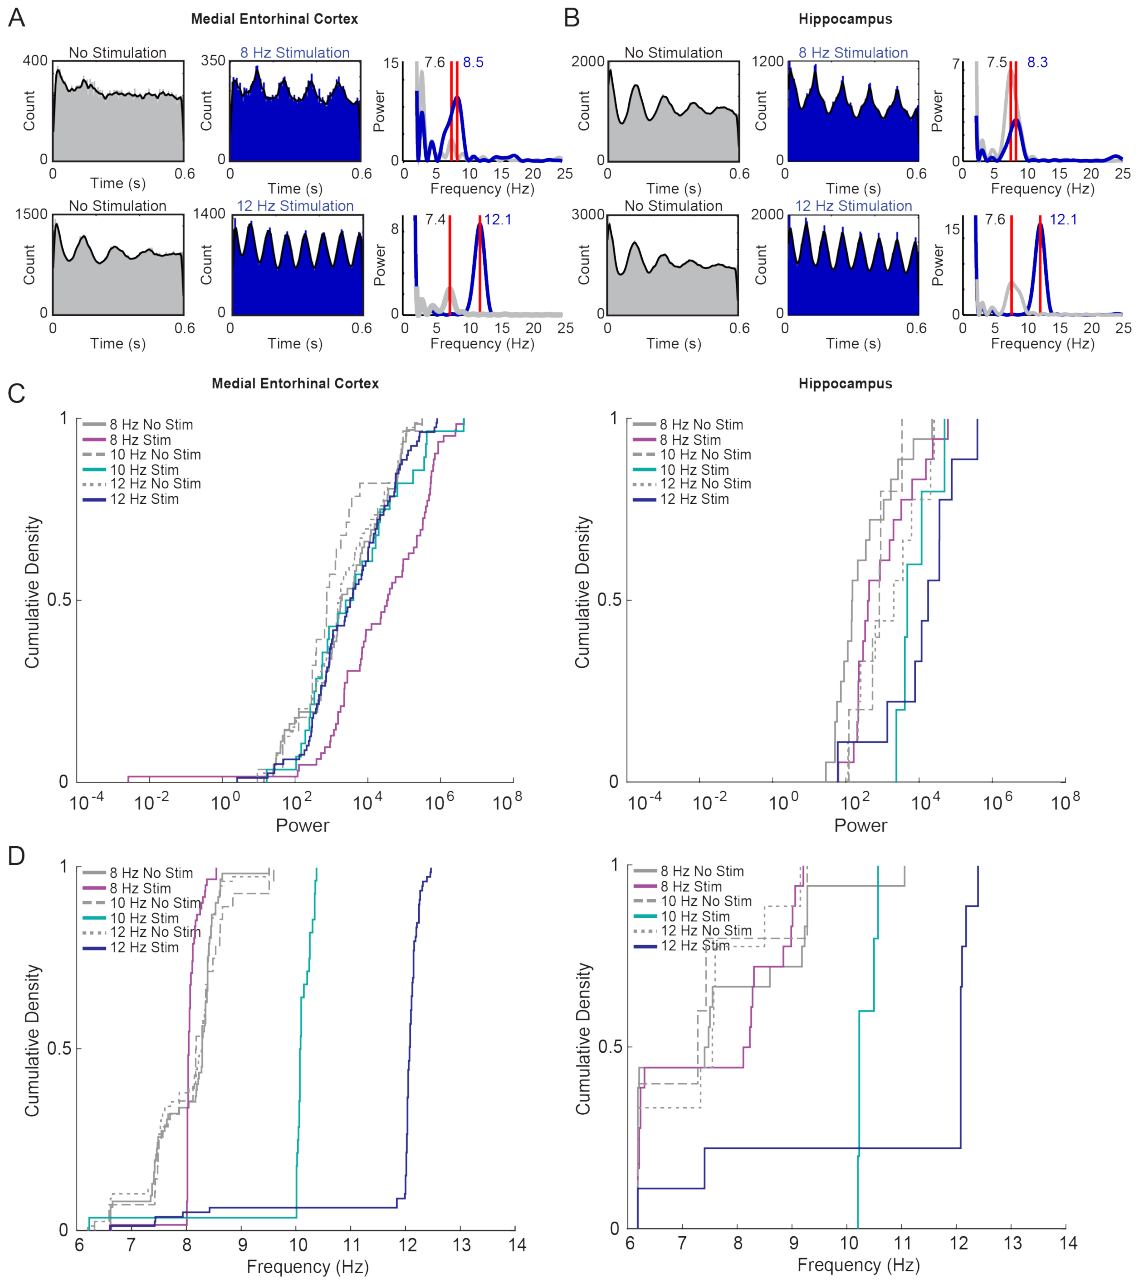 A
Medial Entorhinal Cortex
B
Hippocampus
No Stimulation
8 Hz Stimulation
400
Count
0
0
0.6
Time (s)
350
Count
0
0
0.6
Time (s)
15
7.6
8.5
Power
0
0 5 10 15 20 25
Frequency (Hz)
No Stimulation
8 Hz Stimulation
2000
Count
0
0
0.6
Time (s)
1200
Count
0
0
0.6
Time (s)
7
7.5
8.3
Power
0
0 5 10 15 20 25
Frequency (Hz)
No Stimulation
12 Hz Stimulation
1500
Count
0
0
0.6
Time (s)
1400
Count
0
0
0.6
Time (s)
9
7.4
12.1
Power
0
0 5 10 15 20 25
Frequency (Hz)
No Stimulation
12 Hz Stimulation
3000
Count
0
0
0.6
Time (s)
2000
Count
0
0
0.6
Time (s)
15
7.6
12.1
Power
0
0 5 10 15 20 25
Frequency (Hz)
Medial Entorhinal Cortex
Hippocampus
C
1
0.5
0
Cumulative Density
8 Hz No Stim
8 Hz Stim
10 Hz No Stim
10 Hz Stim
12 Hz No Stim
12 Hz Stim
10-4 10-2 100 102 104 106 108
Power
1
0.5
0
Cumulative Density
8 Hz No Stim
8 Hz Stim
10 Hz No Stim
10 Hz Stim
12 Hz No Stim
12 Hz Stim
10-4 10-2 100 102 104 106 108
Power
D
1
0.5
0
Cumulative Density
8 Hz No Stim
8 Hz Stim
10 Hz No Stim
10 Hz Stim
12 Hz No Stim
12 Hz Stim
6 7 8 9 10 11 12 13 14
Frequency (Hz)
1
0.5
0
Cumulative Density
8 Hz No Stim
8 Hz Stim
10 Hz No Stim
10 Hz Stim
12 Hz No Stim
12 Hz Stim
6 7 8 9 10 11 12 13 14
Frequency (Hz)